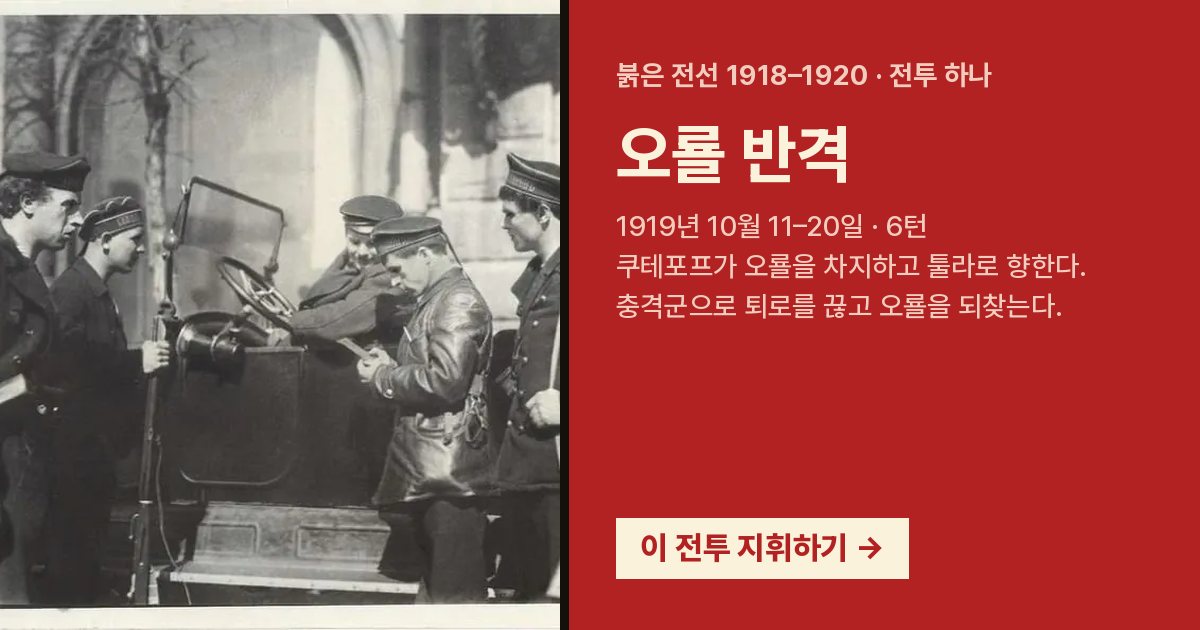 붉은 전선 1918–1920 · 전투 하나
오룔 반격
1919년 10월 11–20일 · 6턴
쿠테포프가 오룔을 차지하고 툴라로 향한다.
충격군으로 퇴로를 끊고 오룔을 되찾는다.
이 전투 지휘하기 →